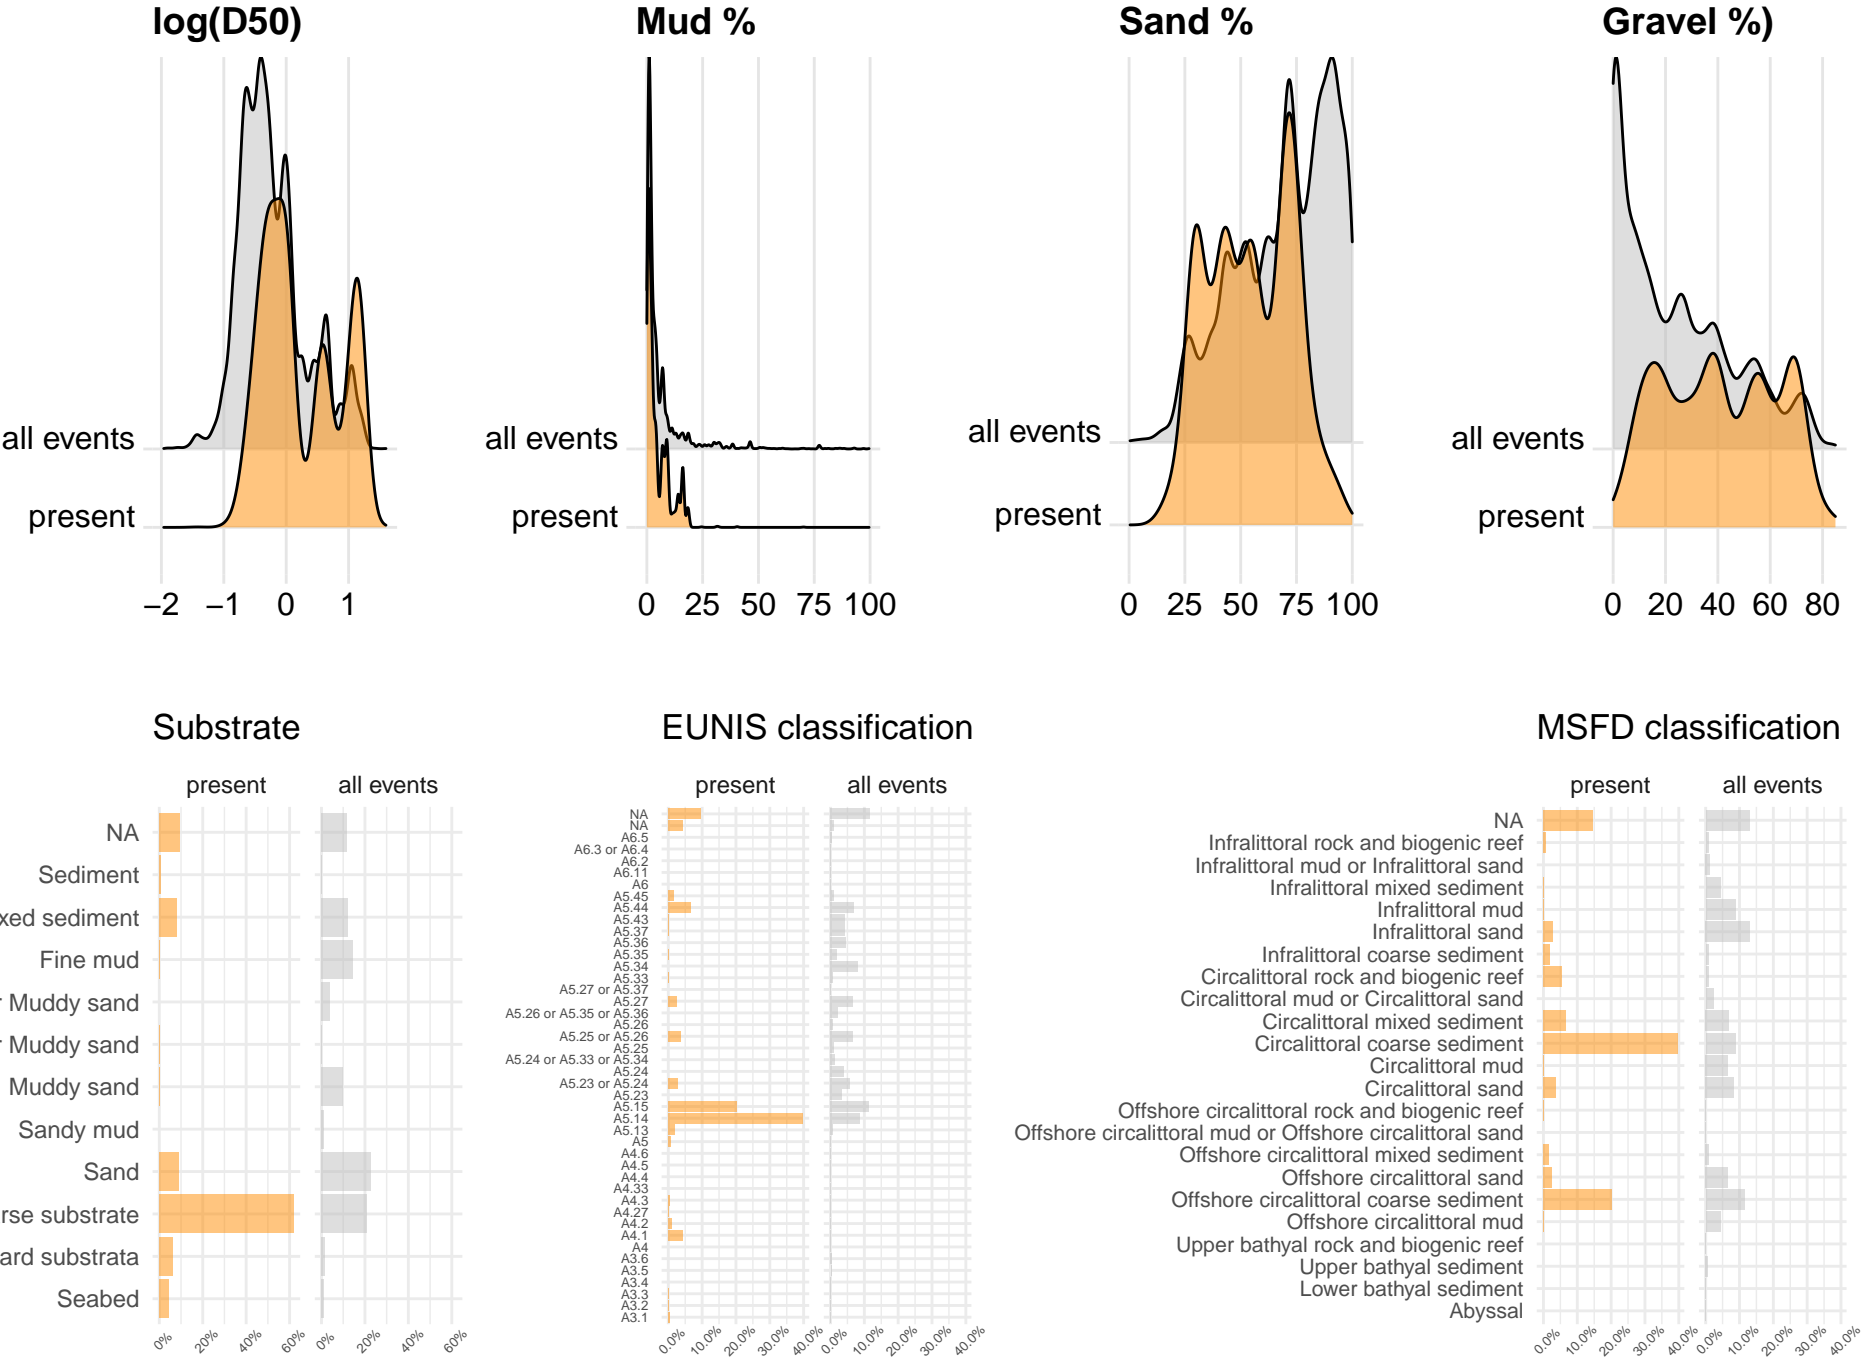 log(D50)
Mud %
Sand %
Gravel %)
all events
present
−2 −1 0 1
all events
present
0 25 50 75 100
all events
present
0 25 50 75 100
all events
present
0 20 40 60 80
Substrate
present all events
NA
Sediment
xed sediment
Fine mud
Muddy sand
Muddy sand
Muddy sand
Sandy mud
Sand
rse substrate
ard substrata
Seabed
0% 20% 40% 60% 0% 20% 40% 60%
EUNIS classification
present all events
NA
NA
A6.5
A6.3 or A6.4
A6.2
A6.11
A6
A5.45
A5.44
A5.43
A5.37
A5.36
A5.35
A5.34
A5.33
A5.27 or A5.37
A5.27
A5.26 or A5.35 or A5.36
A5.26
A5.25 or A5.26
A5.25
A5.24 or A5.33 or A5.34
A5.24
A5.23 or A5.24
A5.23
A5.15
A5.14
A5.13
A5
A4.6
A4.5
A4.4
A4.33
A4.3
A4.27
A4.2
A4.1
A4
A3.6
A3.5
A3.4
A3.3
A3.2
A3.1
0.0% 10.0% 20.0% 30.0% 40.0% 0.0% 10.0% 20.0% 30.0% 40.0%
MSFD classification
present all events
NA
Infralittoral rock and biogenic reef
Infralittoral mud or Infralittoral sand
Infralittoral mixed sediment
Infralittoral mud
Infralittoral sand
Infralittoral coarse sediment
Circalittoral rock and biogenic reef
Circalittoral mud or Circalittoral sand
Circalittoral mixed sediment
Circalittoral coarse sediment
Circalittoral mud
Circalittoral sand
Offshore circalittoral rock and biogenic reef
Offshore circalittoral mud or Offshore circalittoral sand
Offshore circalittoral mixed sediment
Offshore circalittoral sand
Offshore circalittoral coarse sediment
Offshore circalittoral mud
Upper bathyal rock and biogenic reef
Upper bathyal sediment
Lower bathyal sediment
Abyssal
0.0% 10.0% 20.0% 30.0% 40.0% 0.0% 10.0% 20.0% 30.0% 40.0%